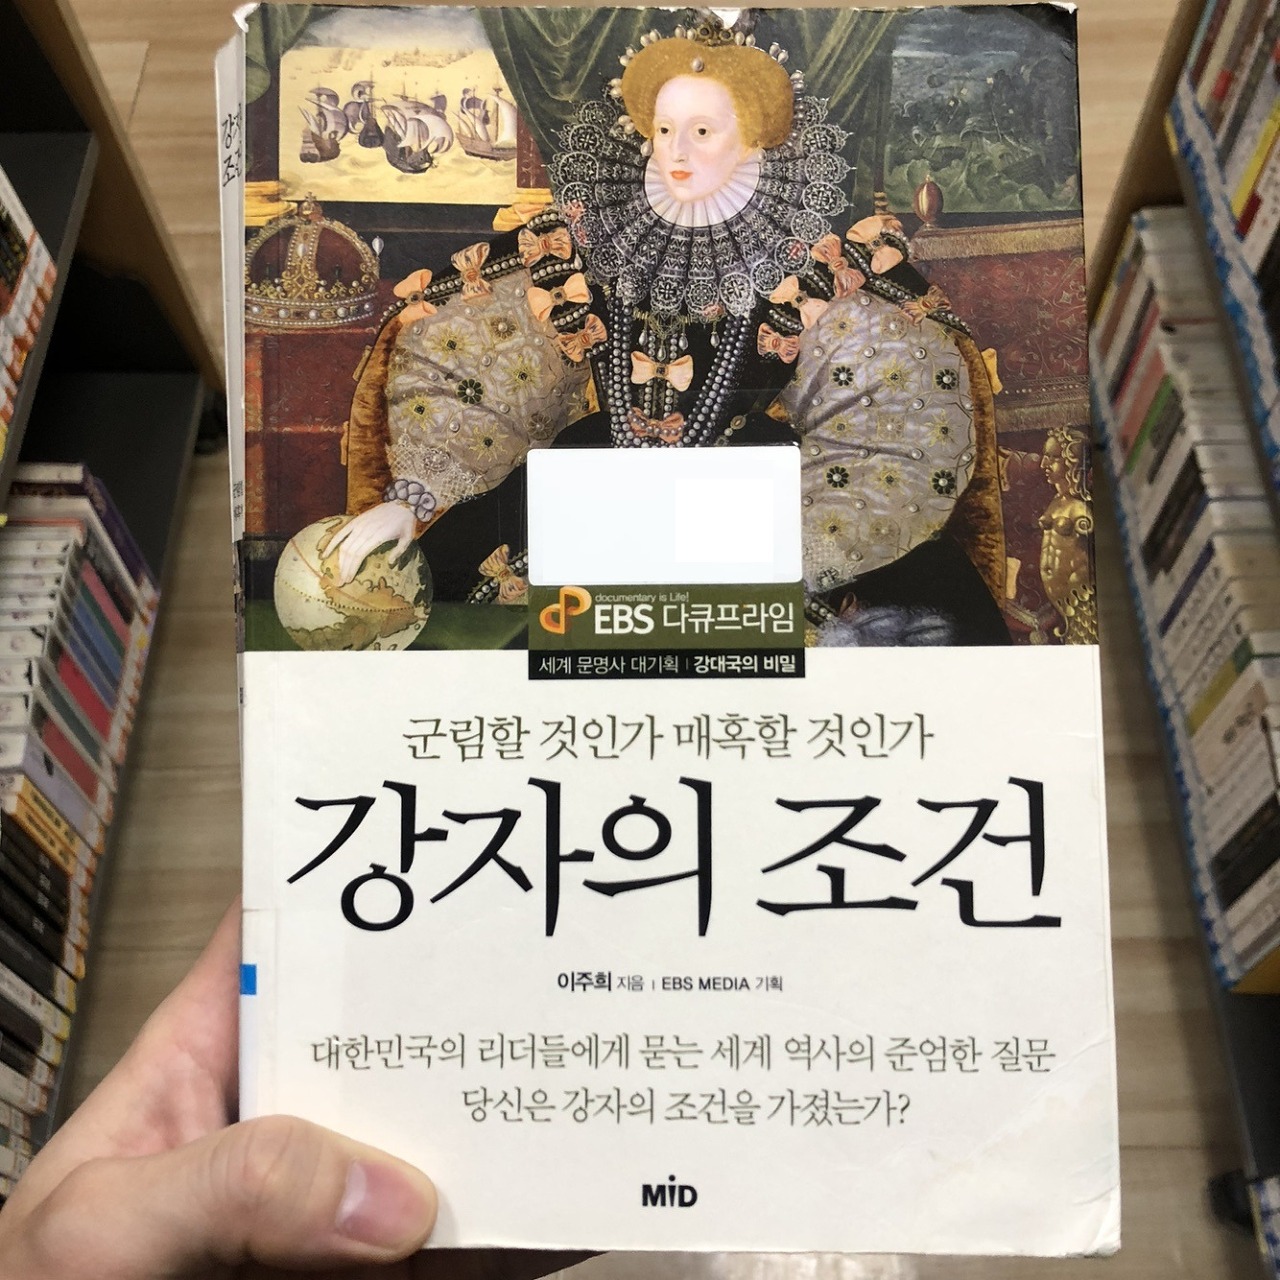 documentary is Life!
EBS 다큐프라임
세계 문명사 대기획 | 강대국의 비밀
군림할 것인가 매혹할 것인가
강자의 조건
이주희 지음 | EBS MEDIA 기획
대한민국의 리더들에게 묻는 세계 역사의 준엄한 질문
당신은 강자의 조건을 가졌는가?
MiD